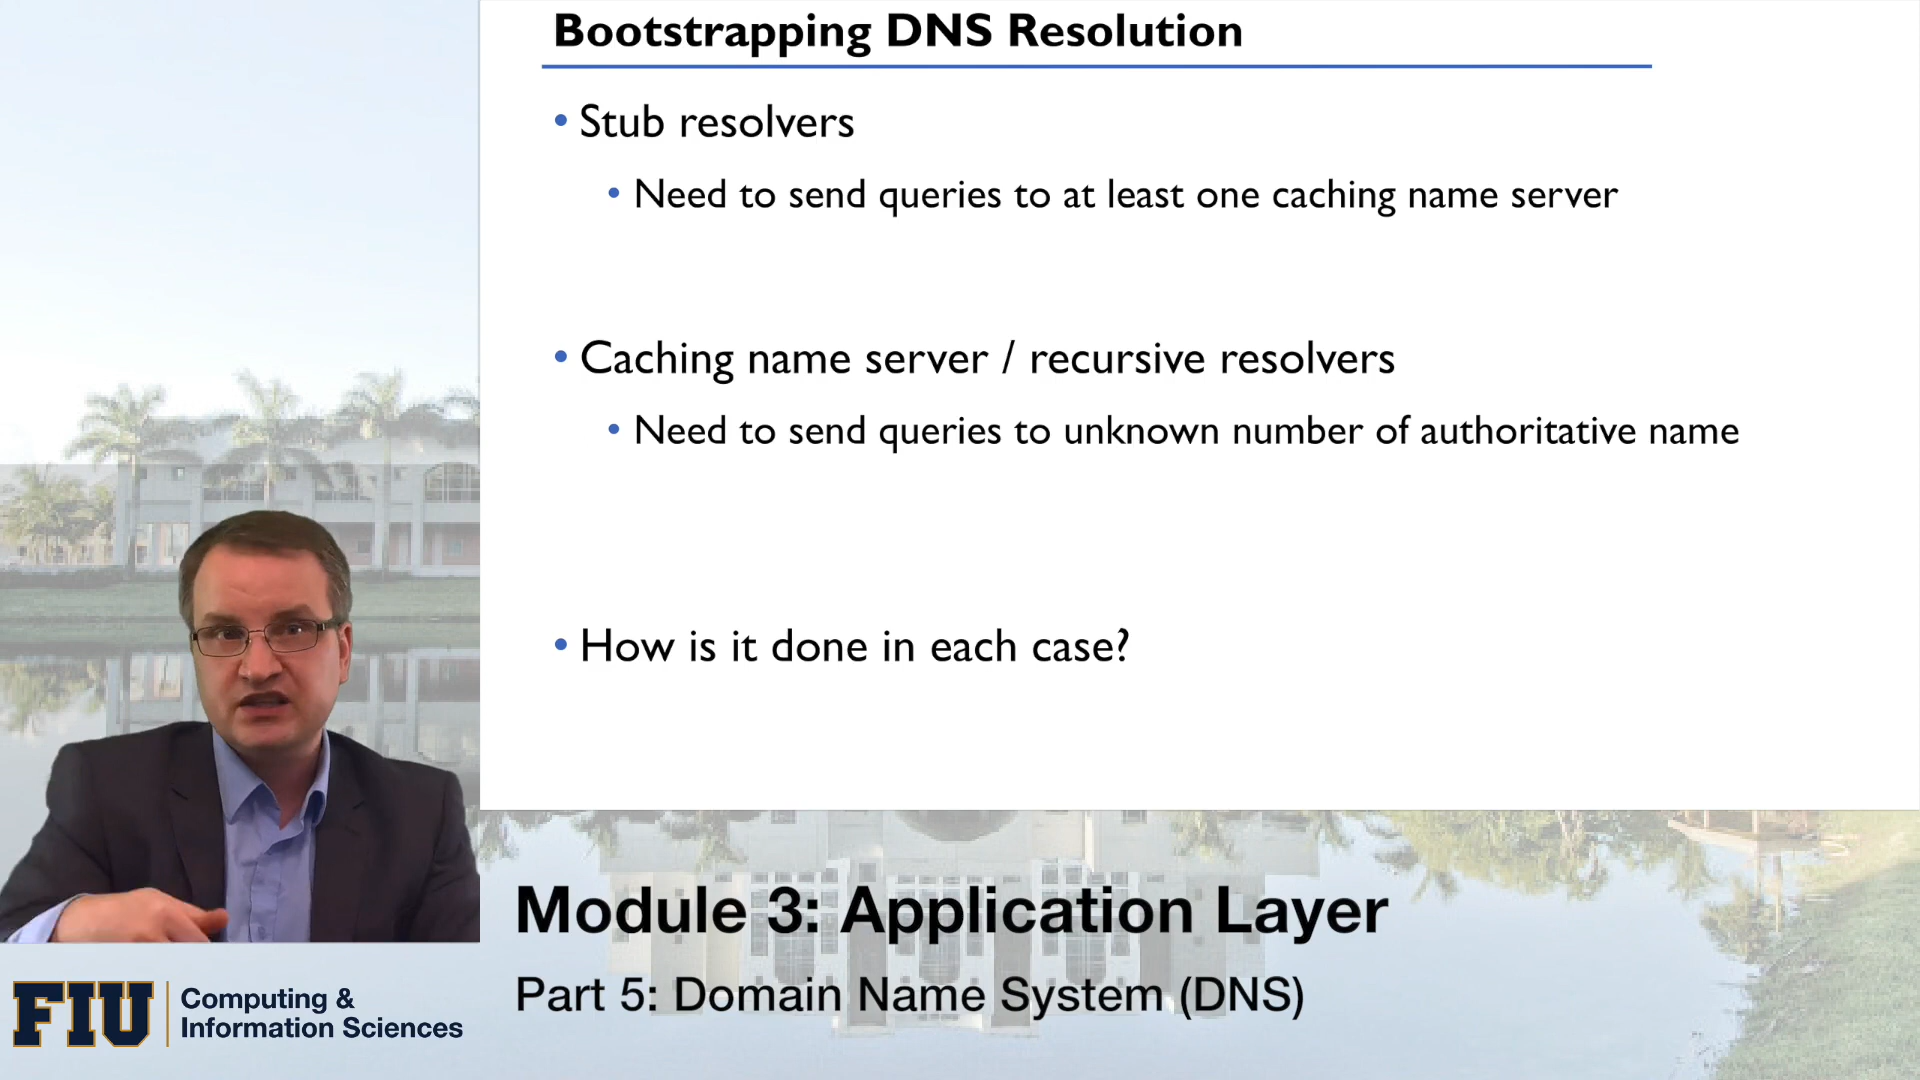 Bootstrapping DNS Resolution
• Stub resolvers
• Need to send queries to at least one caching name server
• Caching name server / recursive resolvers
• Need to send queries to unknown number of authoritative name
• How is it done in each case?
Module 3: Application Layer
Part 5: Domain Name System (DNS)
FIU
Computing &
Information Sciences